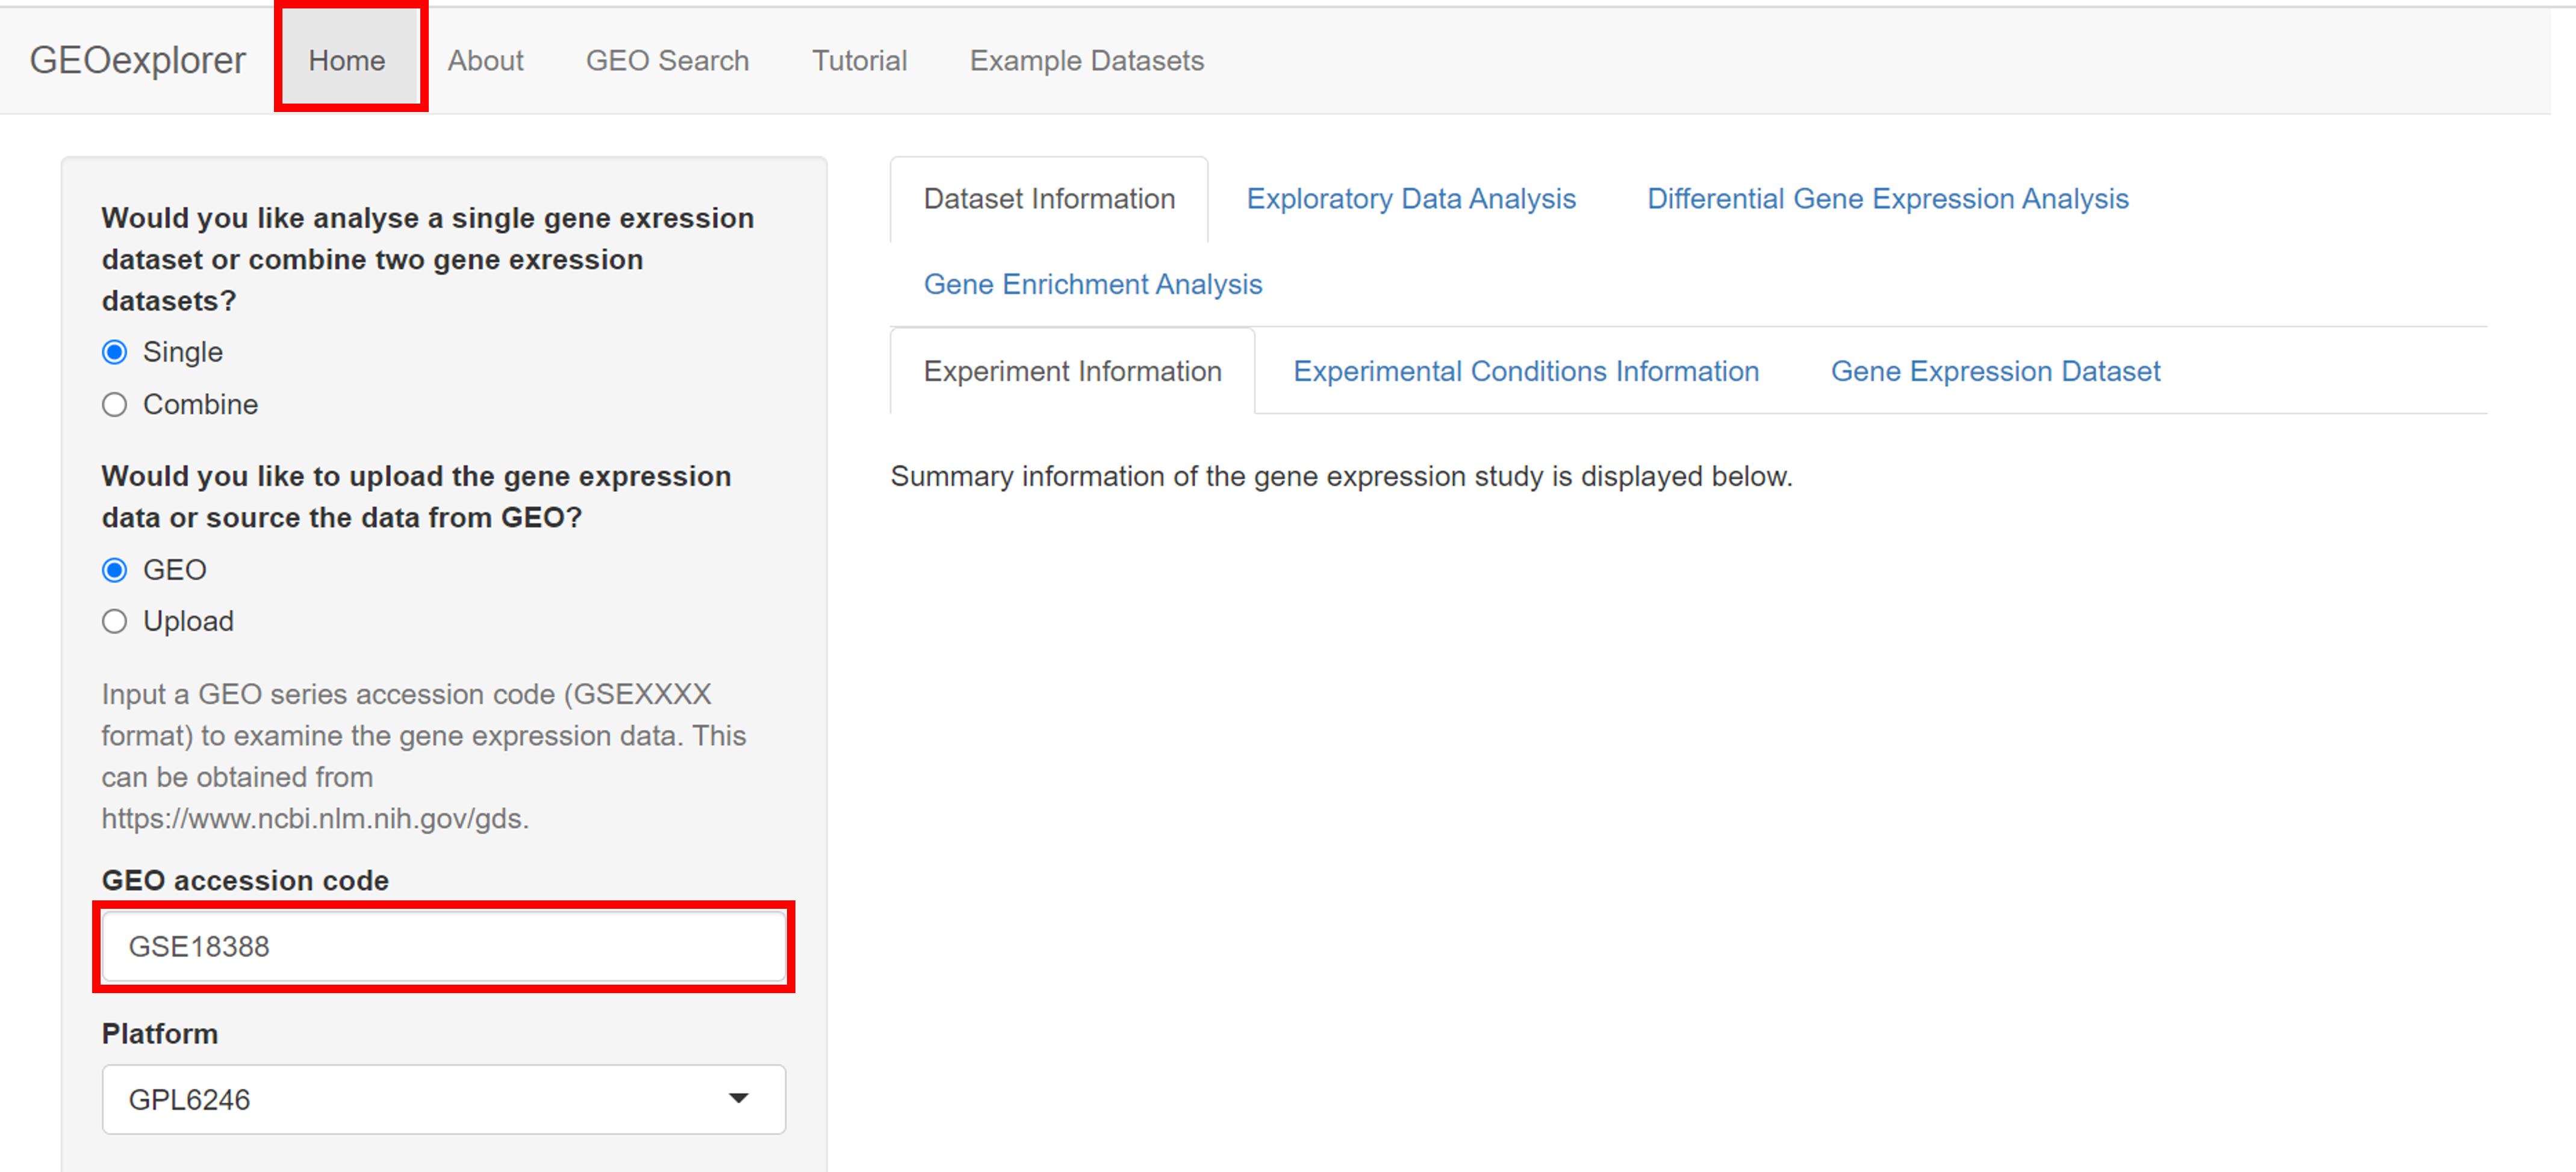 GEOexplorer Home About GEO Search Tutorial Example Datasets
Would you like analyse a single gene exression
dataset or combine two gene exression
datasets?
Single
Combine
Would you like to upload the gene expression
data or source the data from GEO?
GEO
Upload
Input a GEO series accession code (GSEXXXX
format) to examine the gene expression data. This
can be obtained from
https://www.ncbi.nlm.nih.gov/gds.
GEO accession code
GSE18388
Platform
GPL6246
Dataset Information Exploratory Data Analysis Differential Gene Expression Analysis
Gene Enrichment Analysis
Experiment Information Experimental Conditions Information Gene Expression Dataset
Summary information of the gene expression study is displayed below.